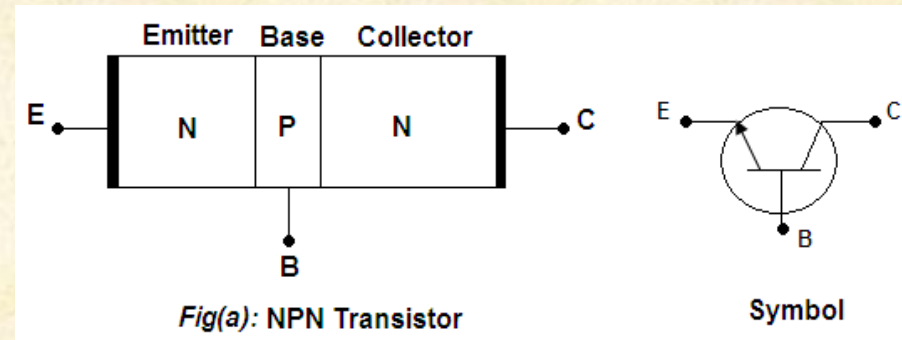 Emitter Base Collector
E N P N C
B
Fig(a): NPN Transistor
E C
B
Symbol